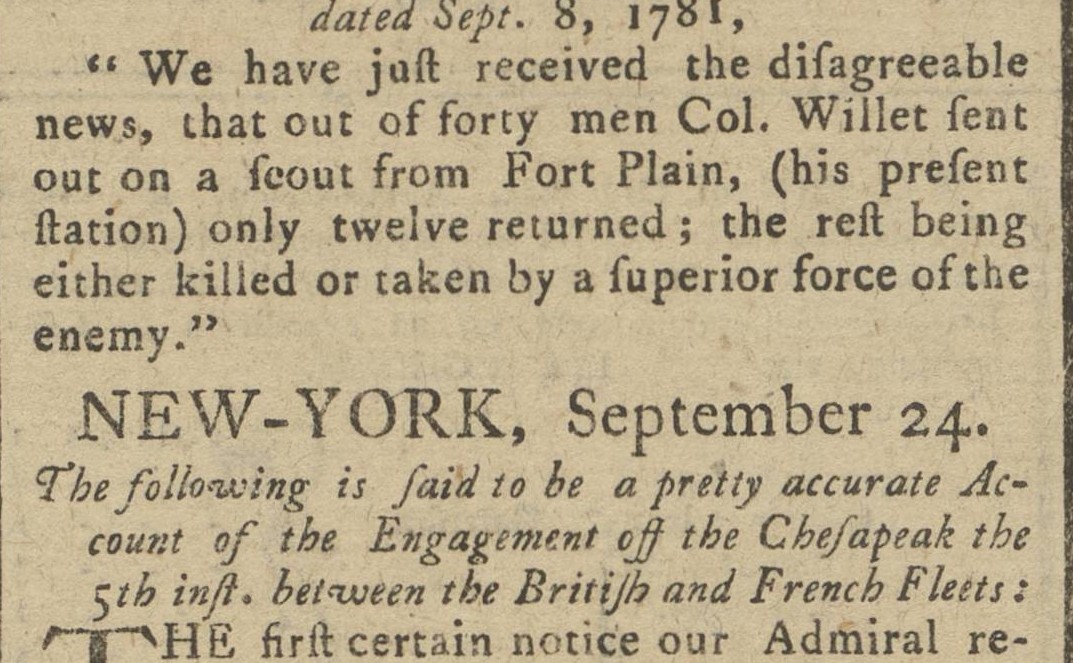 dated Sept. 8, 1781,
“ We have juſt received the diſagreeable
news, that out of forty men Col. Willet ſent
out on a ſcout from Fort Plain, (his preſent
ſtation) only twelve returned ; the reſt being
either killed or taken by a ſuperior force of the
enemy.”
NEW-YORK, September 24.
The following is ſaid to be a pretty accurate Ac-
count of the Engagement off the Cheſapeak the
5th inſt. between the Britiſh and French Fleets :
THE firſt certain notice our Admiral re-